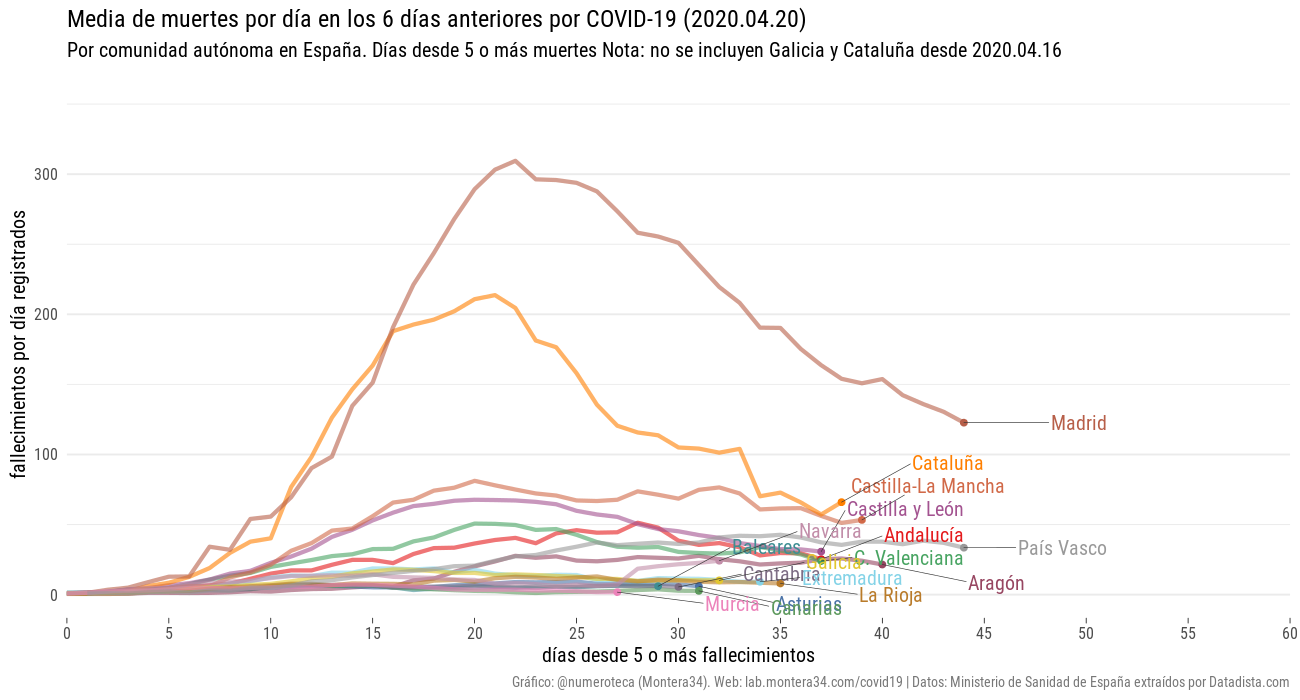 Media de muertes por día en los 6 días anteriores por COVID-19 (2020.04.20)
Por comunidad autónoma en España. Días desde 5 o más muertes Nota: no se incluyen Galicia y Cataluña desde 2020.04.16
fallecimientos por día registrados
300
200
100
0
Madrid
Cataluña
Castilla-La Mancha
Castilla y León
Navarra
Andalucía
Baleares
País Vasco
C. Valenciana
Galicia
Cantabria
Extremadura
Aragón
La Rioja
Murcia
Asturias
Canarias
0 5 10 15 20 25 30 35 40 45 50 55 60
días desde 5 o más fallecimientos
Gráfico: @numeroteca (Montera34). Web: lab.montera34.com/covid19 | Datos: Ministerio de Sanidad de España extraídos por Datadista.com